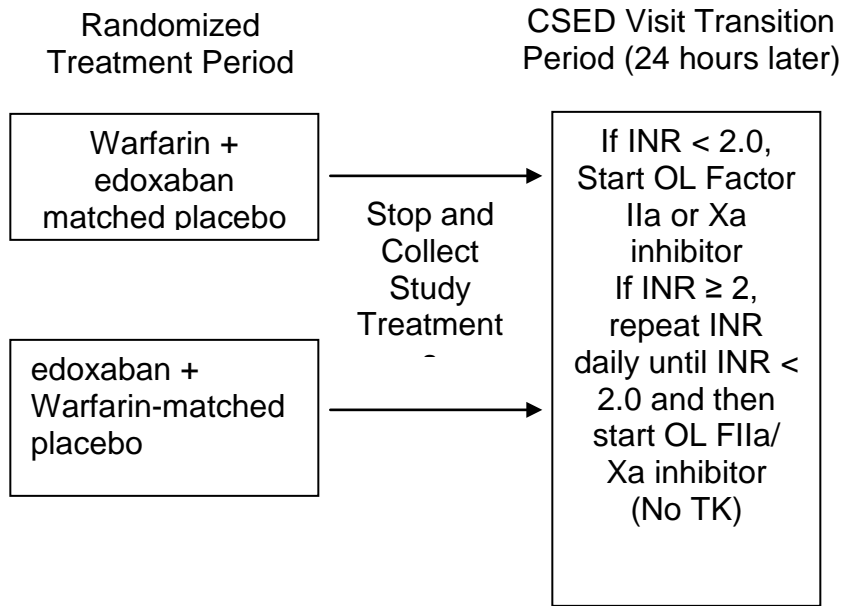 Randomized
Treatment Period
CSED Visit Transition
Period (24 hours later)
Warfarin +
edoxaban
matched placebo
Stop and
Collect
Study
Treatment
edoxaban +
Warfarin-matched
placebo
If INR < 2.0,
Start OL Factor
IIa or Xa
inhibitor
If INR ≥ 2,
repeat INR
daily until INR <
2.0 and then
start OL FIIa/
Xa inhibitor
(No TK)